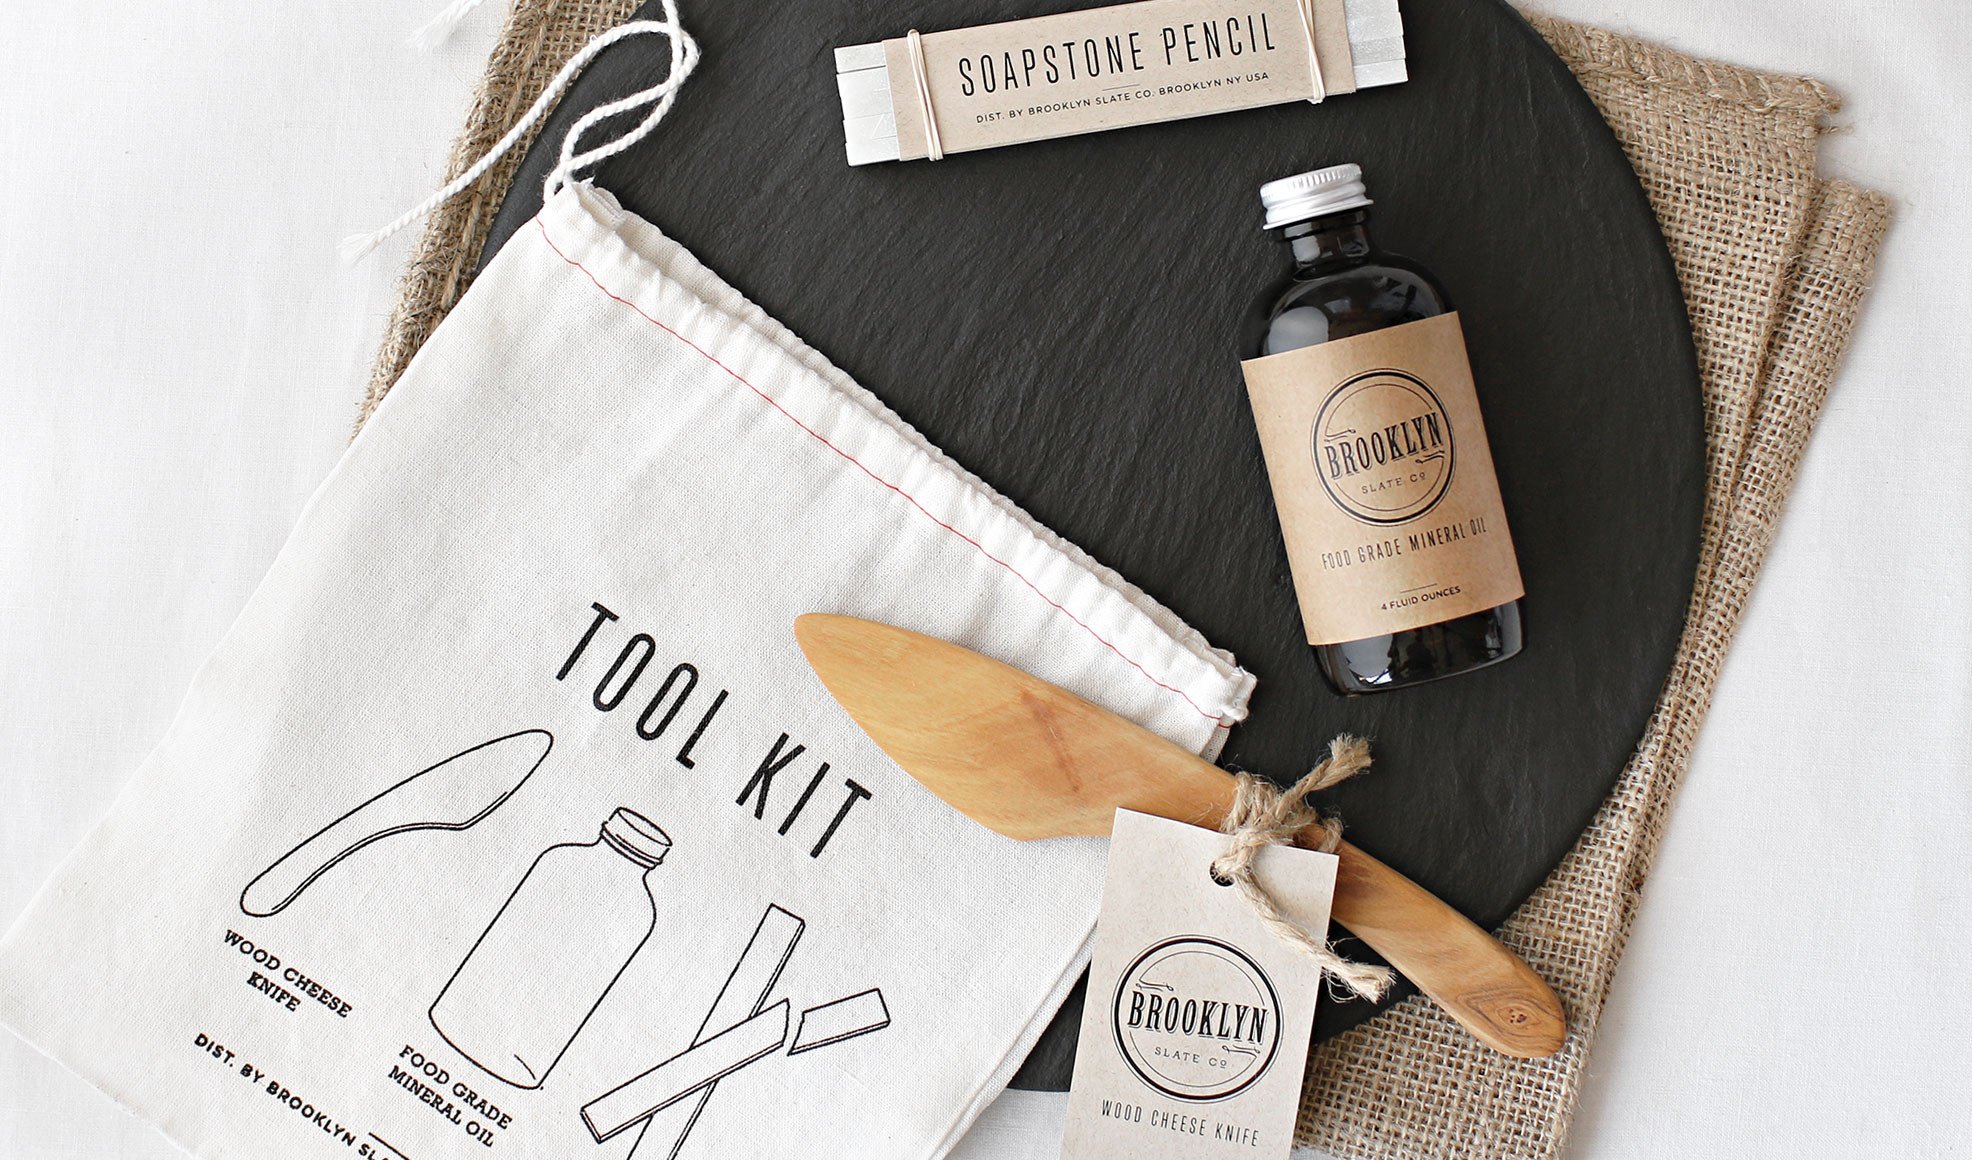 SOAPSTONE PENCIL
DIST. BY BROOKLYN SLATE CO. BROOKLYN NY USA
BROOKLYN
SLATE Cº
FOOD GRADE MINERAL OIL
4 FLUID OUNCES
TOOL KIT
WOOD CHEESE
KNIFE
FOOD GRADE
MINERAL OIL
DIST. BY BROOKLYN
BROOKLYN
SLATE Cº
WOOD CHEESE KNIFE